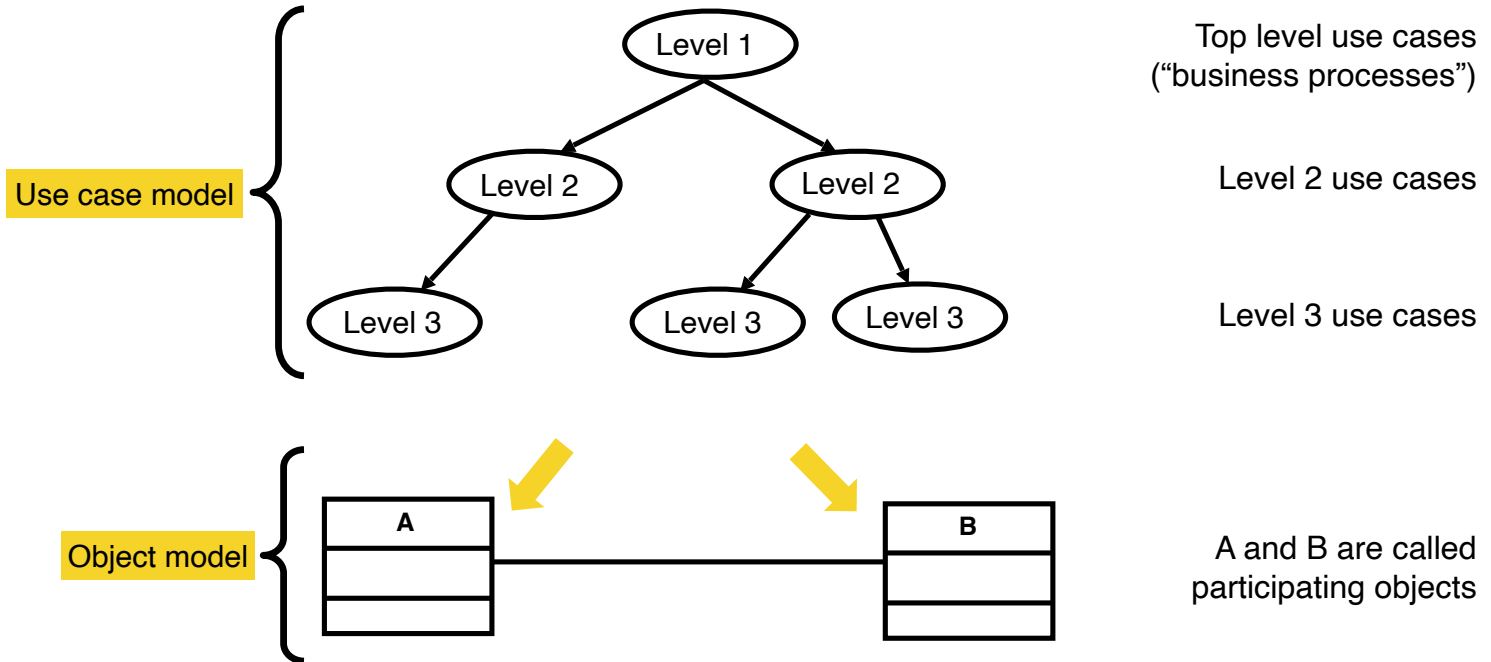 Level 1
Top level use cases
(“business processes”)
Use case model
Level 2
Level 2
Level 2 use cases
Level 3
Level 3
Level 3
Level 3 use cases
A
B
Object model
A and B are called
participating objects